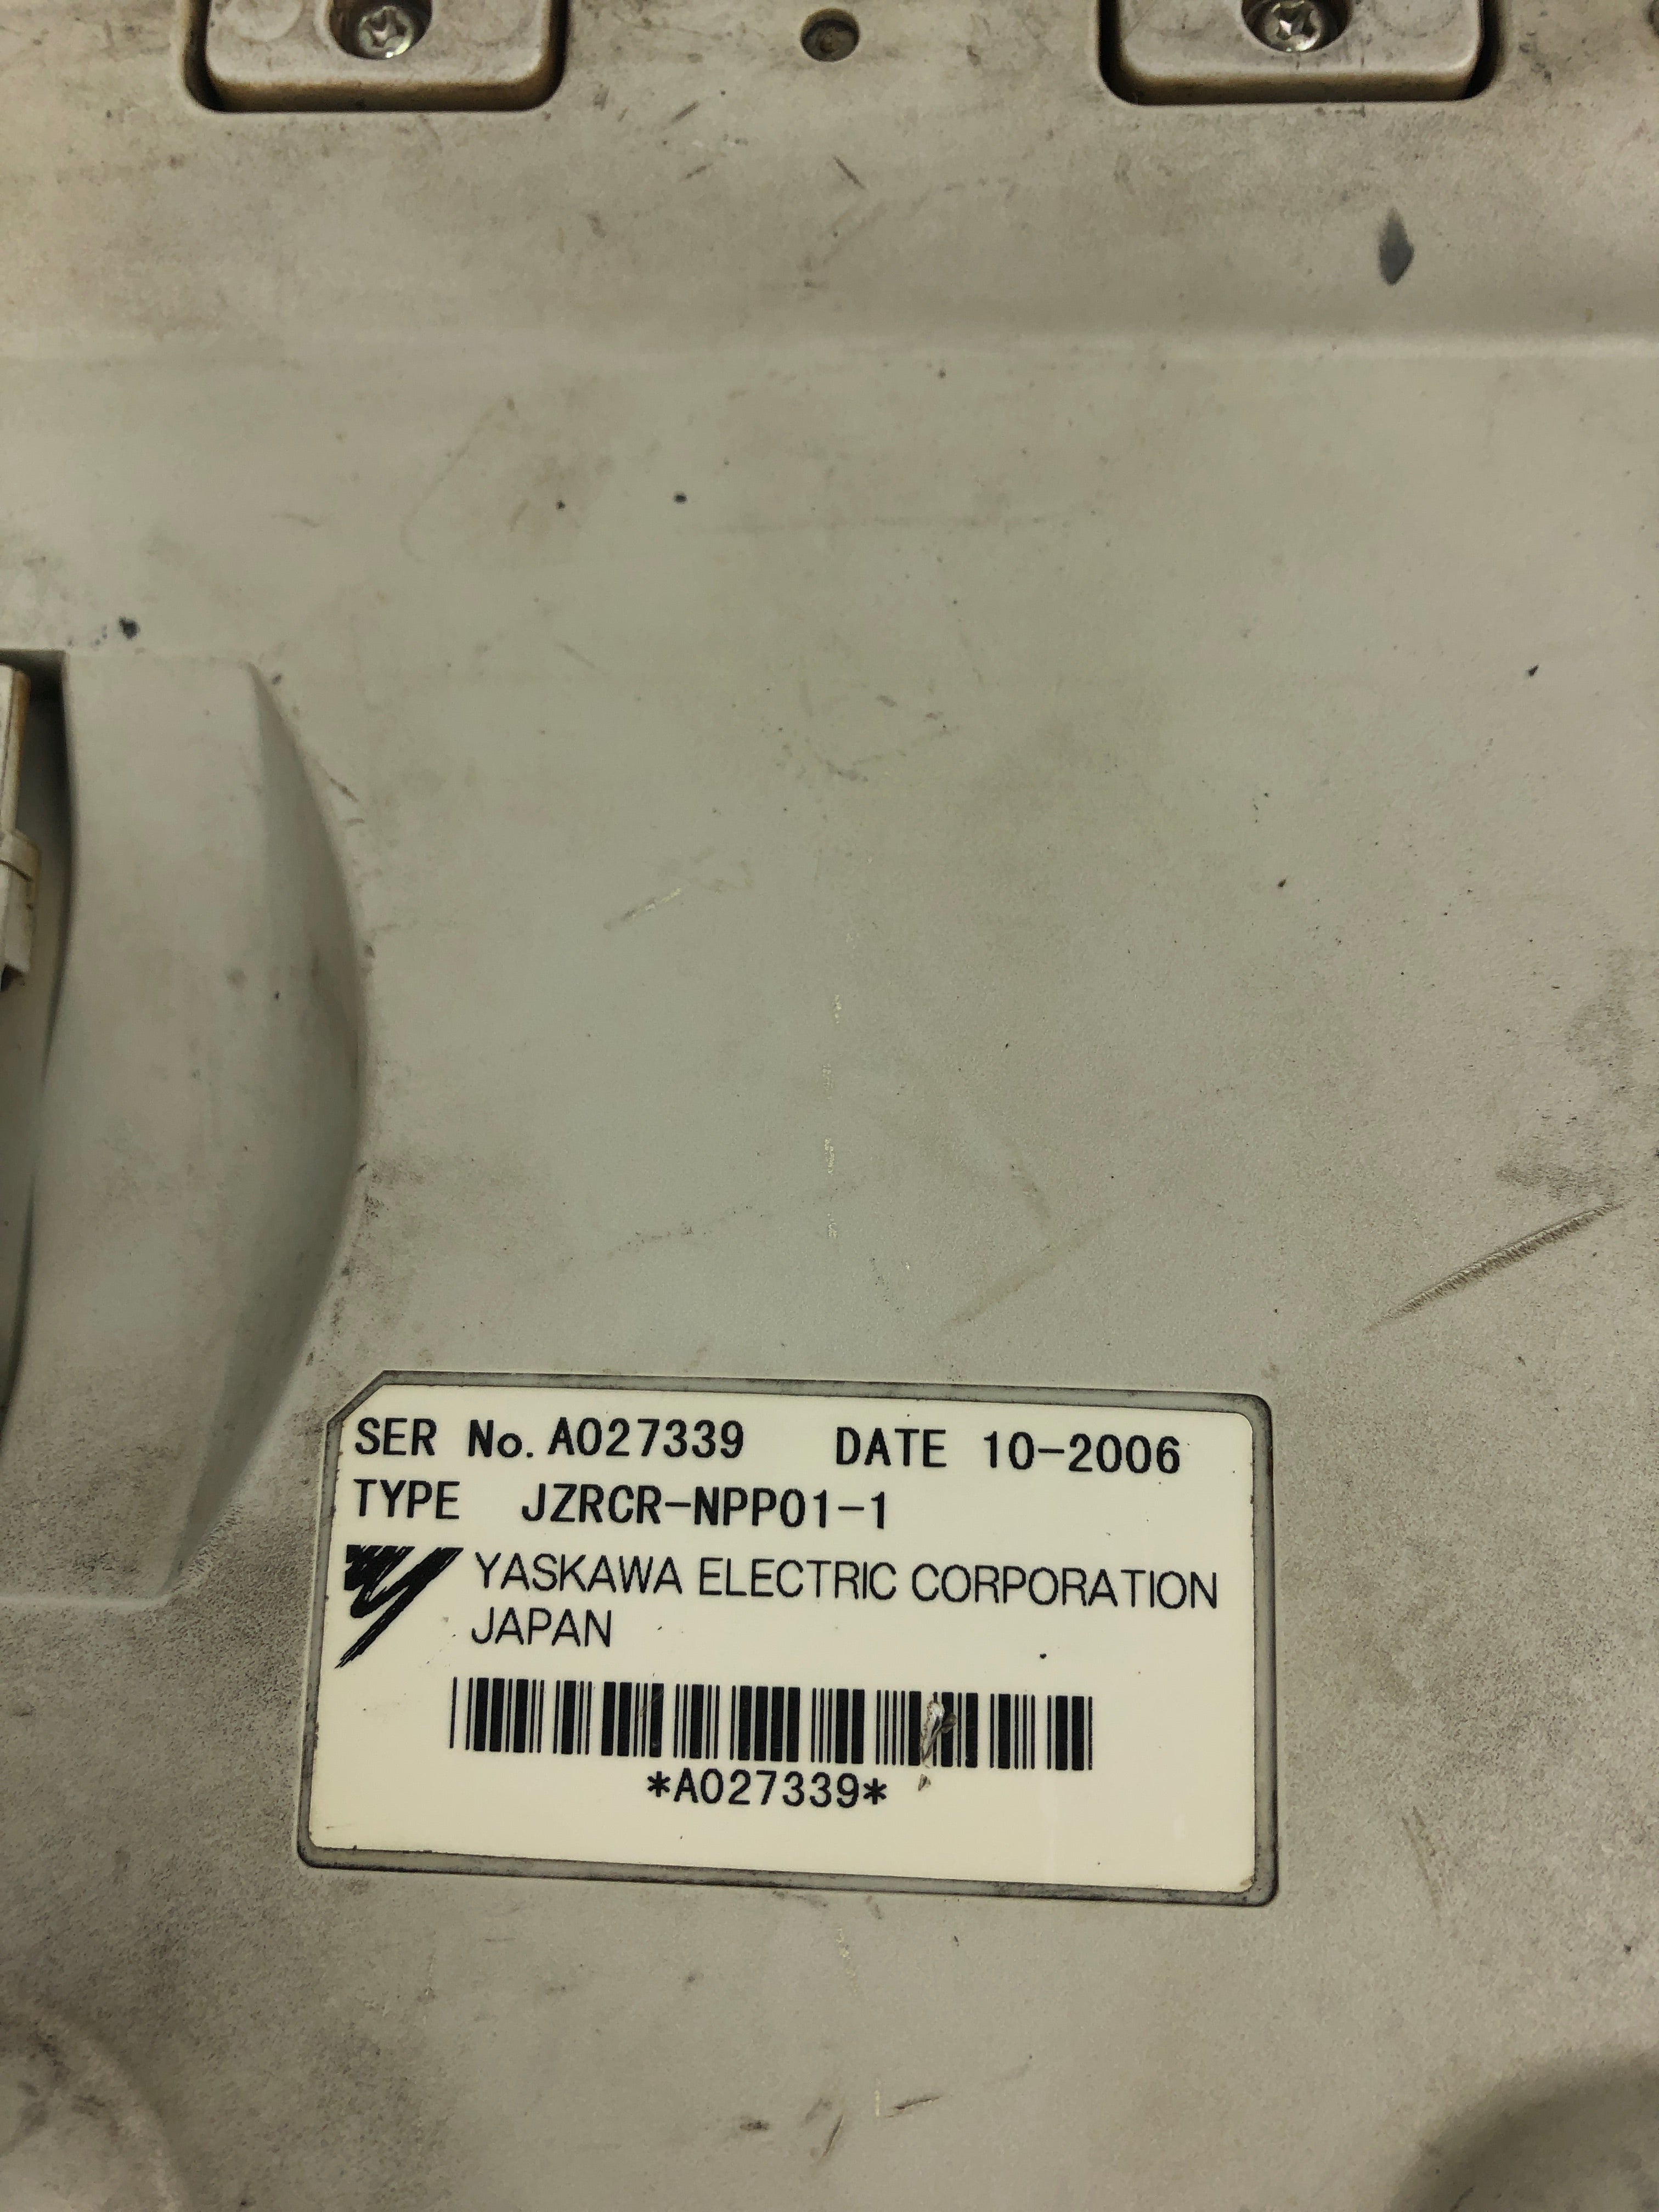 SER No. A027339 DATE 10-2006
TYPE JZRCR-NPP01-1
YASKAWA ELECTRIC CORPORATION
JAPAN
*A027339*